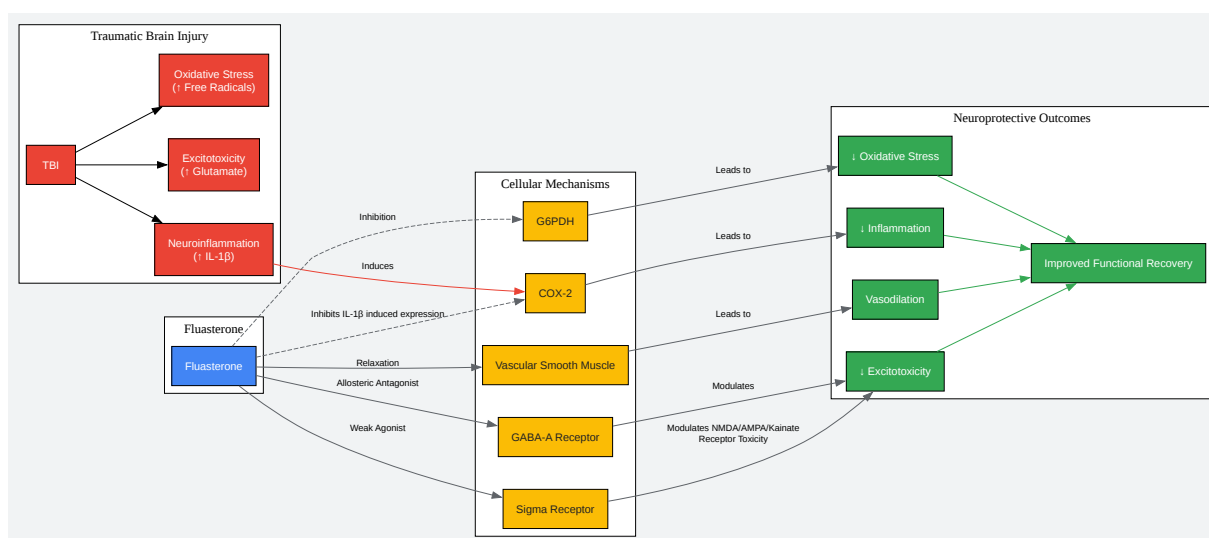 Traumatic Brain Injury
Oxidative Stress
(↑ Free Radicals)
TBI
Excitotoxicity
(↑ Glutamate)
Neuroinflammation
(↑ IL-1β)
Fluasterone
Fluasterone
Inhibition
Induces
Inhibits IL-1β induced expression
Relaxation
Allosteric Antagonist
Weak Agonist
Cellular Mechanisms
G6PDH
COX-2
Vascular Smooth Muscle
GABA-A Receptor
Sigma Receptor
Leads to
Leads to
Leads to
Modulates
Modulates NMDA/AMPA/Kainate
Receptor Toxicity
Neuroprotective Outcomes
↓ Oxidative Stress
↓ Inflammation
Vasodilation
↓ Excitotoxicity
Improved Functional Recovery